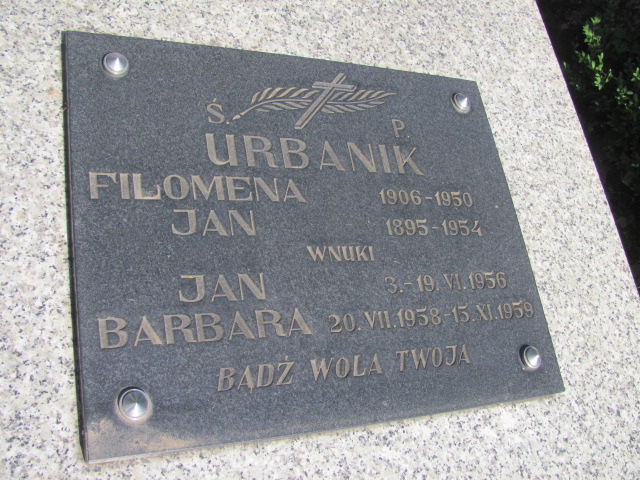 Ś. P.
URBANIK
FILOMENA 1906-1950
JAN 1895-1954
WNUKI
JAN 3.-19.VI.1956
BARBARA 20.VII.1958-15.XI.1959
BĄDŹ WOLA TWOJA